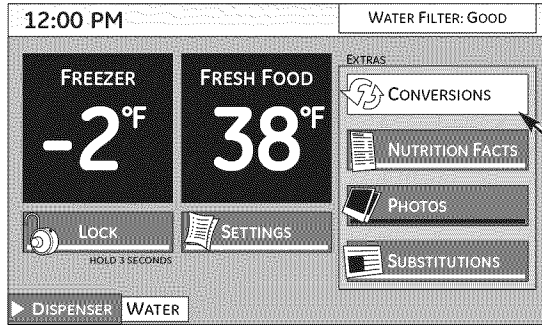 12:00 PM
WATER FILTER: GOOD
FREEZER
-2°F
FRESH FOOD
38°F
EXTRAS
CONVERSIONS
NUTRITION FACTS
PHOTOS
SUBSTITUTIONS
LOCK
HOLD 3 SECONDS
SETTINGS
DISPENSER
WATER